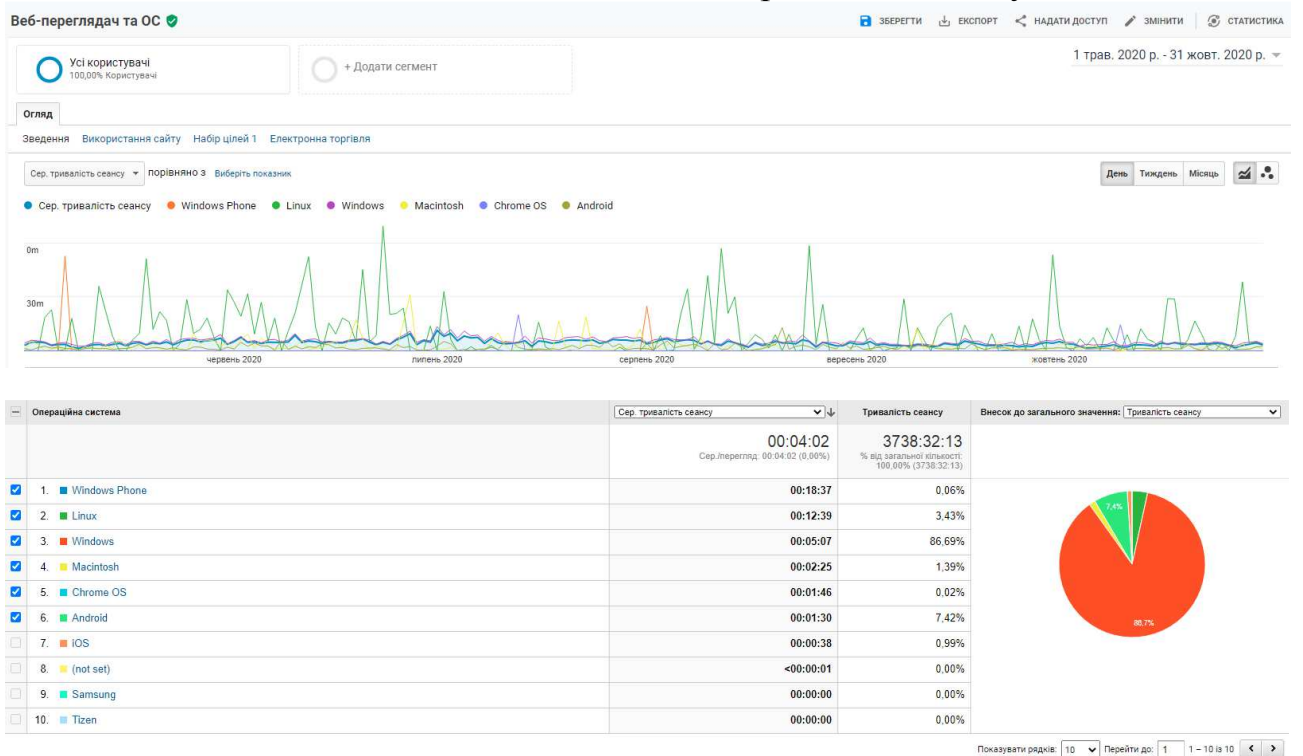 Веб-переглядач та ОС
ЗБЕРЕГТИ ЕКСПОРТ НАДАТИ ДОСТУП ЗМІНИТИ СТАТИСТИКА
Усі користувачі
100,00% Користувачі
+ Додати сегмент
1 трав. 2020 р. - 31 жовт. 2020 р.
Огляд
Зведення Використання сайту Набір цілей 1 Електронна торгівля
Сер. тривалість сеансу порівняно з Виберіть показник
День Тиждень Місяць
Сер. тривалість сеансу Windows Phone Linux Windows Macintosh Chrome OS Android
0m
30m
червень 2020 липень 2020 серпень 2020 вересень 2020 жовтень 2020
Операційна система Сер. тривалість сеансу Тривалість сеансу Внесок до загального значення: Тривалість сеансу
00:04:02 3738:32:13
Сер./перегляд: 00:04:02 (0,00%) % від загальної кількості:
100,00% (3738:32:13)
1. Windows Phone 00:18:37 0,06%
2. Linux 00:12:39 3,43%
3. Windows 00:05:07 86,69%
4. Macintosh 00:02:25 1,39%
5. Chrome OS 00:01:46 0,02%
6. Android 00:01:30 7,42%
7. iOS 00:00:38 0,99%
8. (not set) <00:00:01 0,00%
9. Samsung 00:00:00 0,00%
10. Tizen 00:00:00 0,00%
7,4%
86,7%
Показувати рядків: 10 Перейти до: 1 1 – 10 із 10